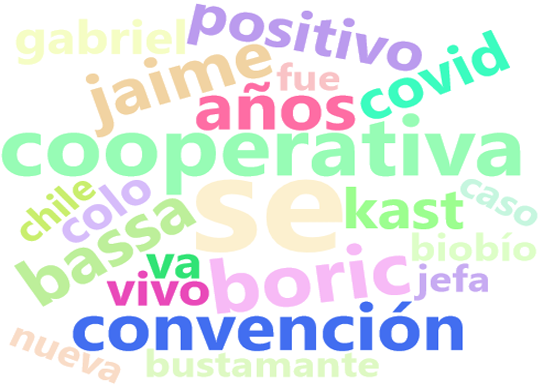 gabriel
positivo
jaime
fue
covid
años
cooperativa
se
kast
caso
chile
colo
bassa
va
vivo
boric
biobío
jefa
convención
nueva
bustamante